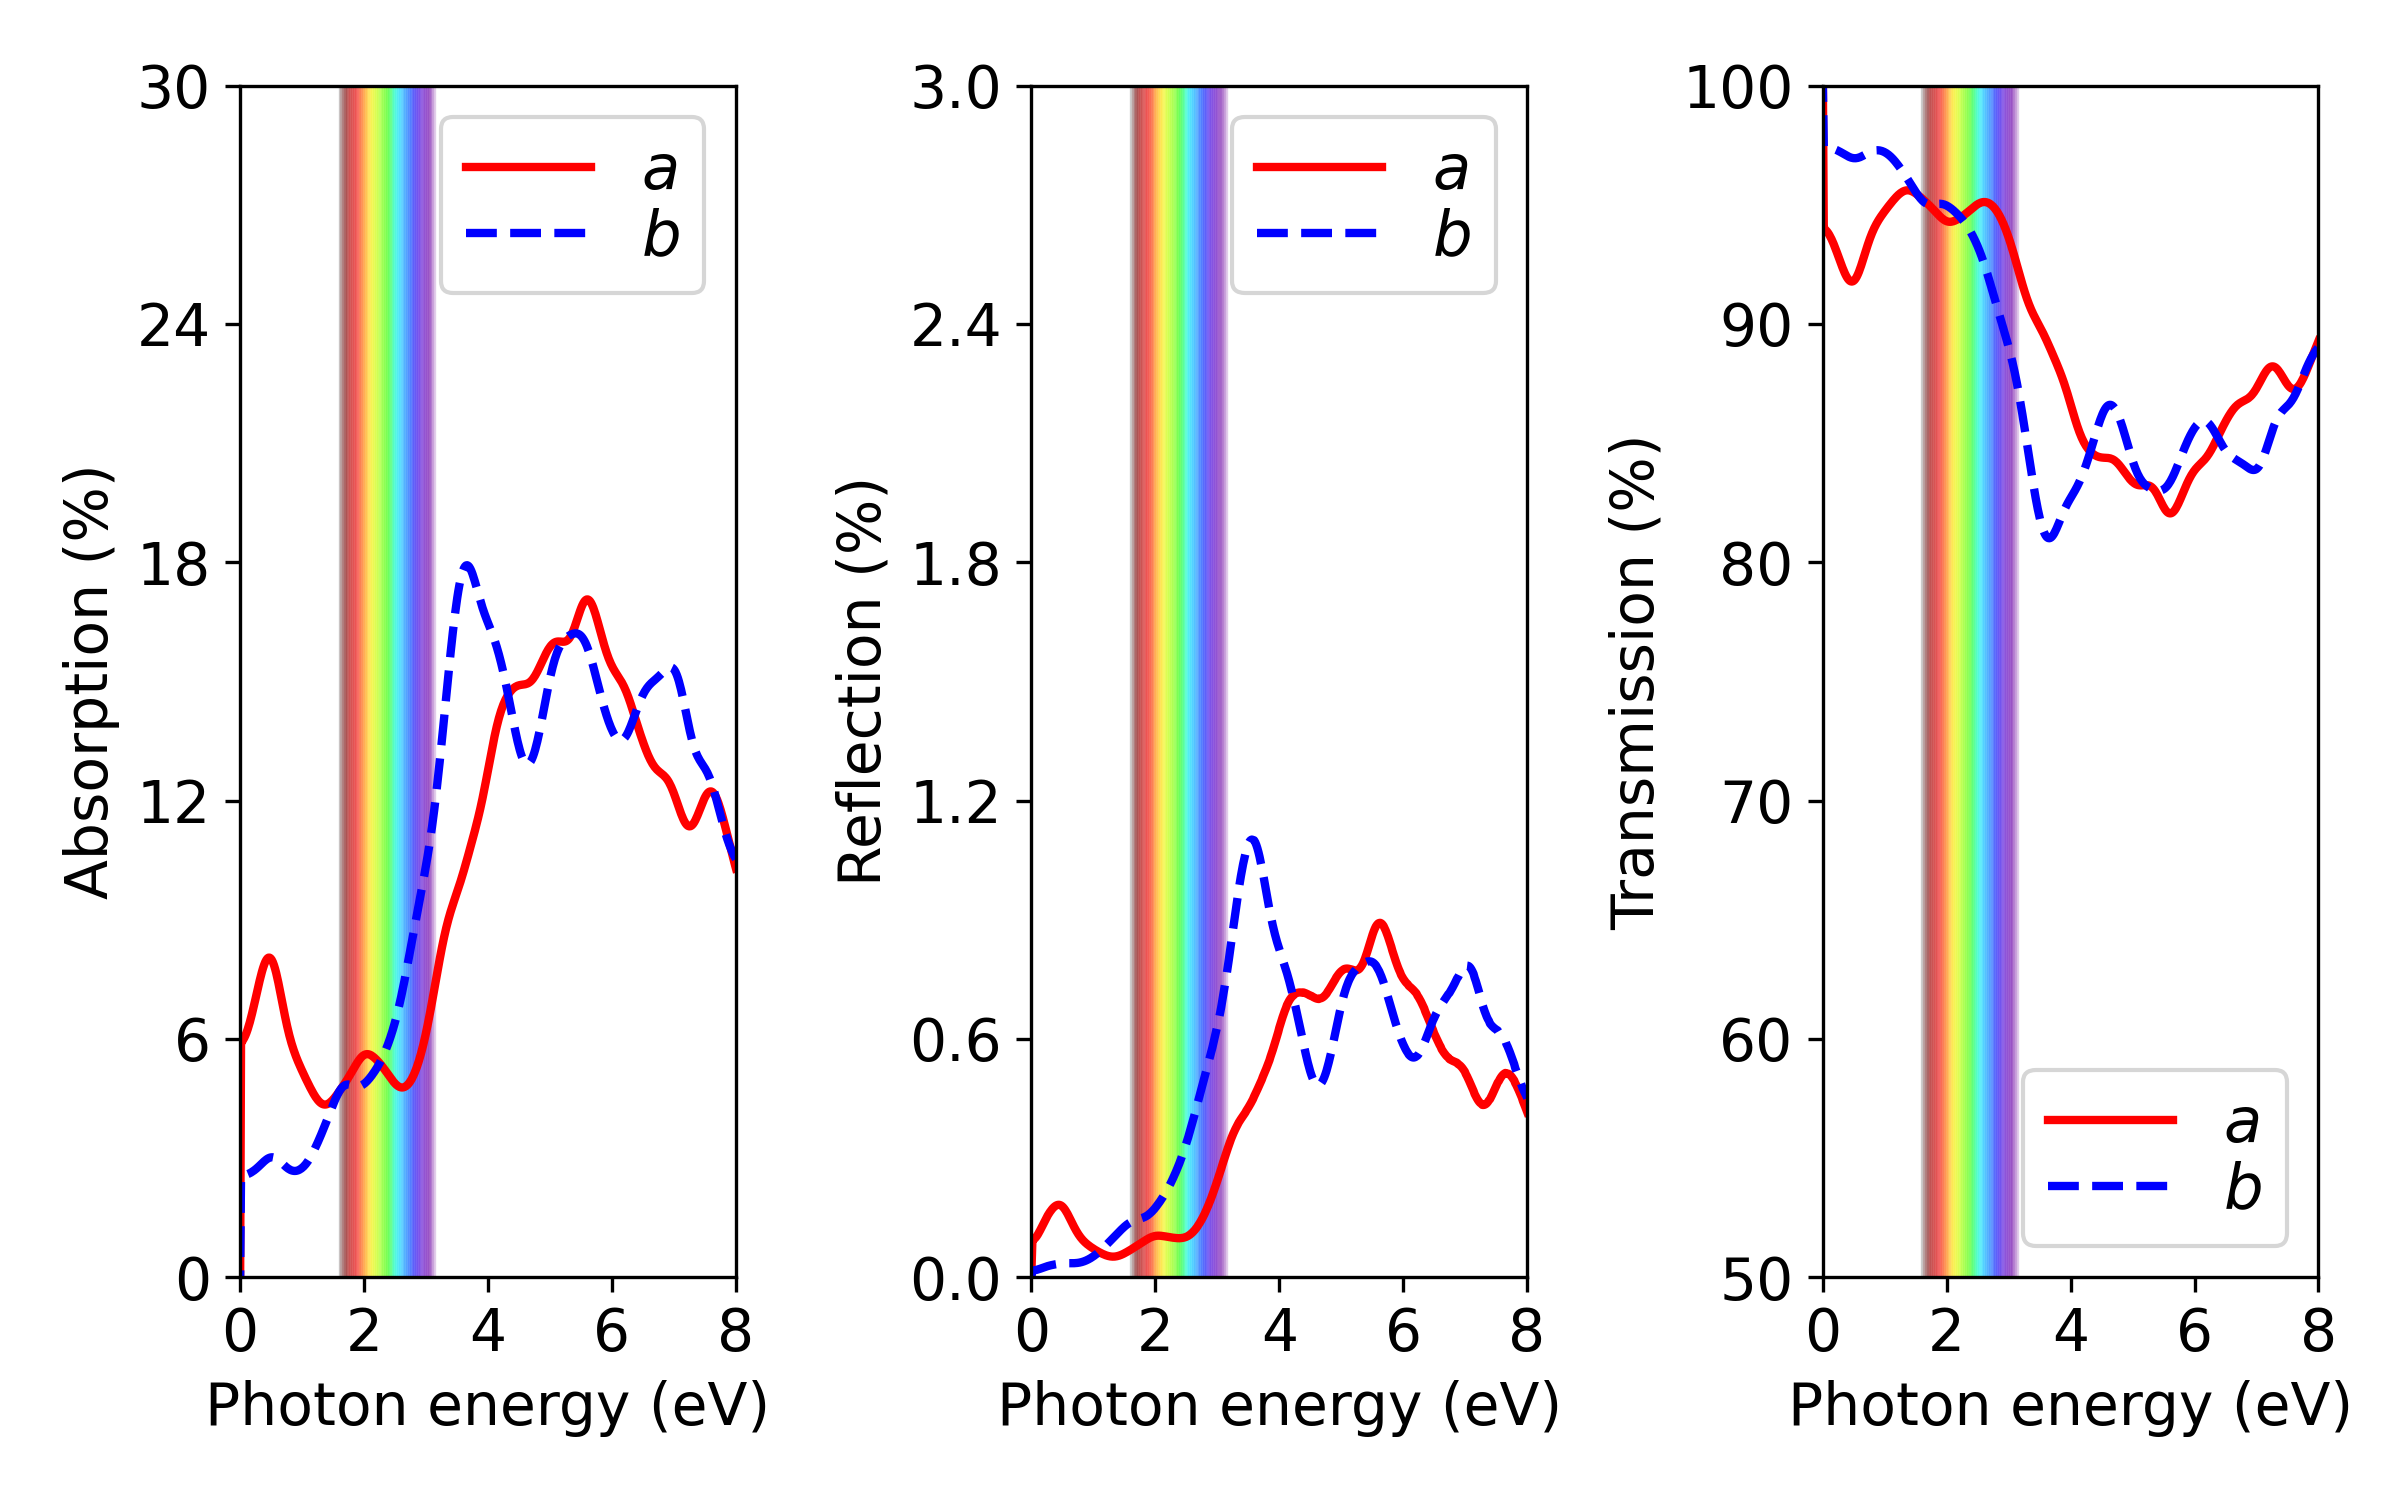 30
24
18
12
6
0
0 2 4 6 8
Absorption (%)
Photon energy (eV)
a
b
3.0
2.4
1.8
1.2
0.6
0.0
0 2 4 6 8
Reflection (%)
Photon energy (eV)
a
b
100
90
80
70
60
50
0 2 4 6 8
Transmission (%)
Photon energy (eV)
a
b